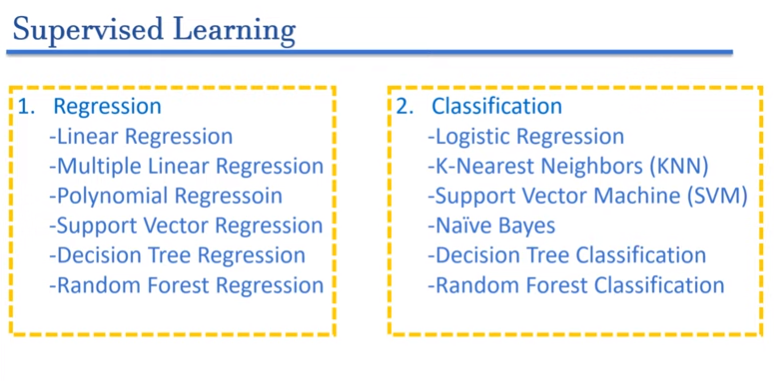 Supervised Learning
1. Regression
-Linear Regression
-Multiple Linear Regression
-Polynomial Regressoin
-Support Vector Regression
-Decision Tree Regression
-Random Forest Regression
2. Classification
-Logistic Regression
-K-Nearest Neighbors (KNN)
-Support Vector Machine (SVM)
-Naïve Bayes
-Decision Tree Classification
-Random Forest Classification